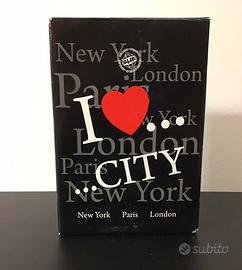 New York
London
Paris
I ...
New York
London
...CITY
Paris
New York
New York Paris London
subito